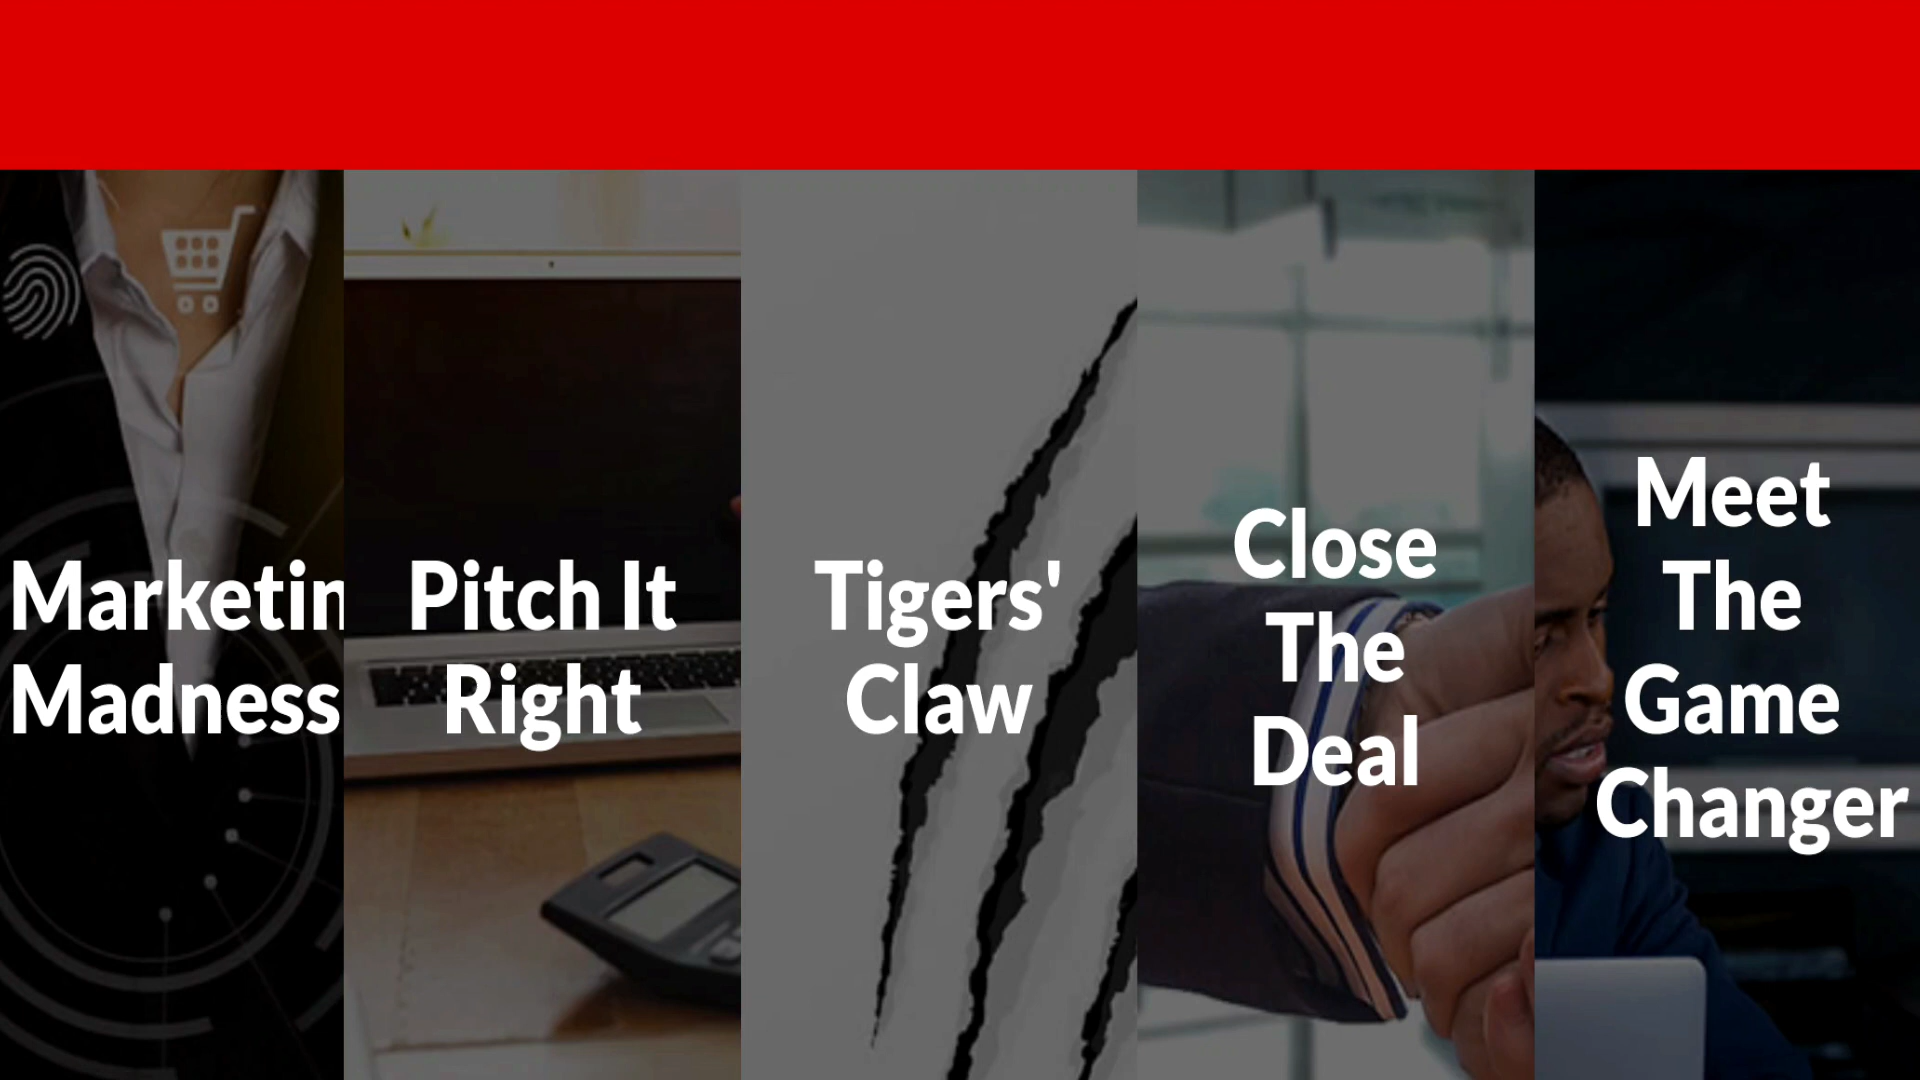 Marketin
Madness
Pitch It
Right
Tigers'
Claw
Close
The
Deal
Meet
The
Game
Changer